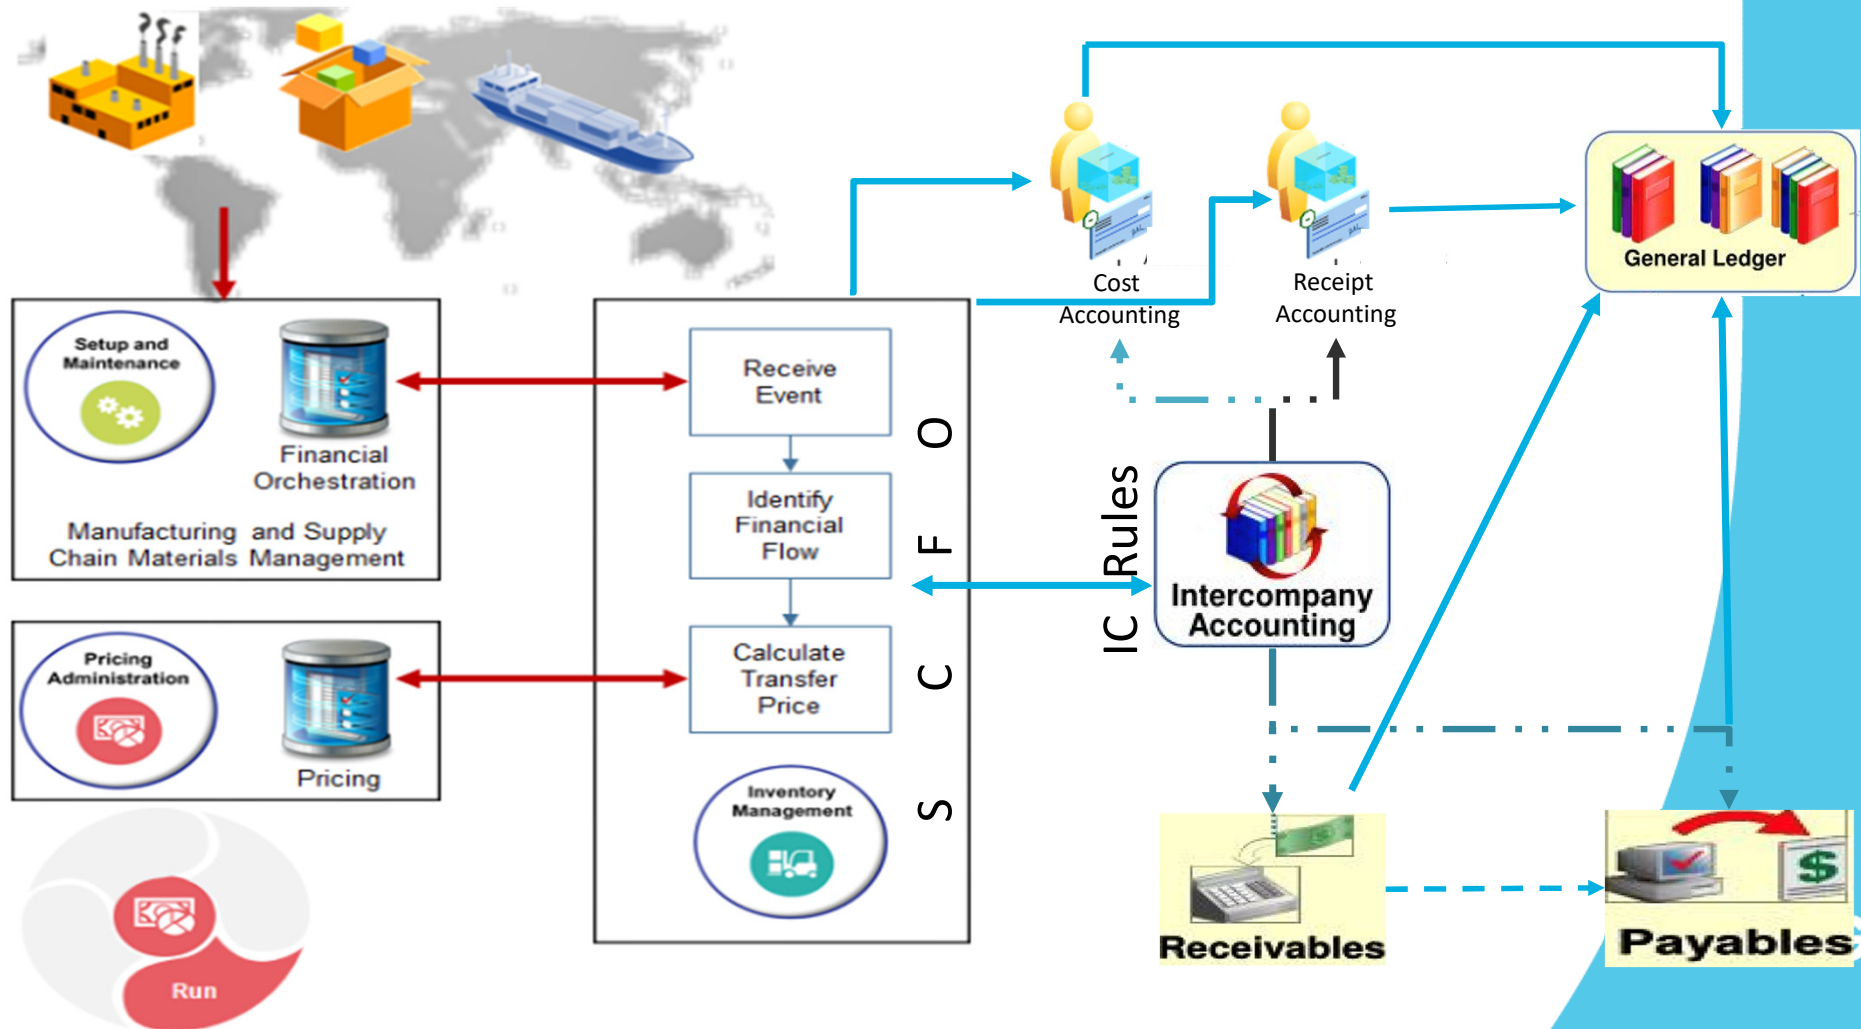 Cost
Accounting
Receipt
Accounting
General Ledger
Setup and
Maintenance
Financial
Orchestration
Manufacturing and Supply
Chain Materials Management
Pricing
Administration
Pricing
Run
Receive
Event
Identify
Financial
Flow
Calculate
Transfer
Price
Inventory
Management
S C F O
IC Rules
Intercompany
Accounting
Receivables
Payables
$